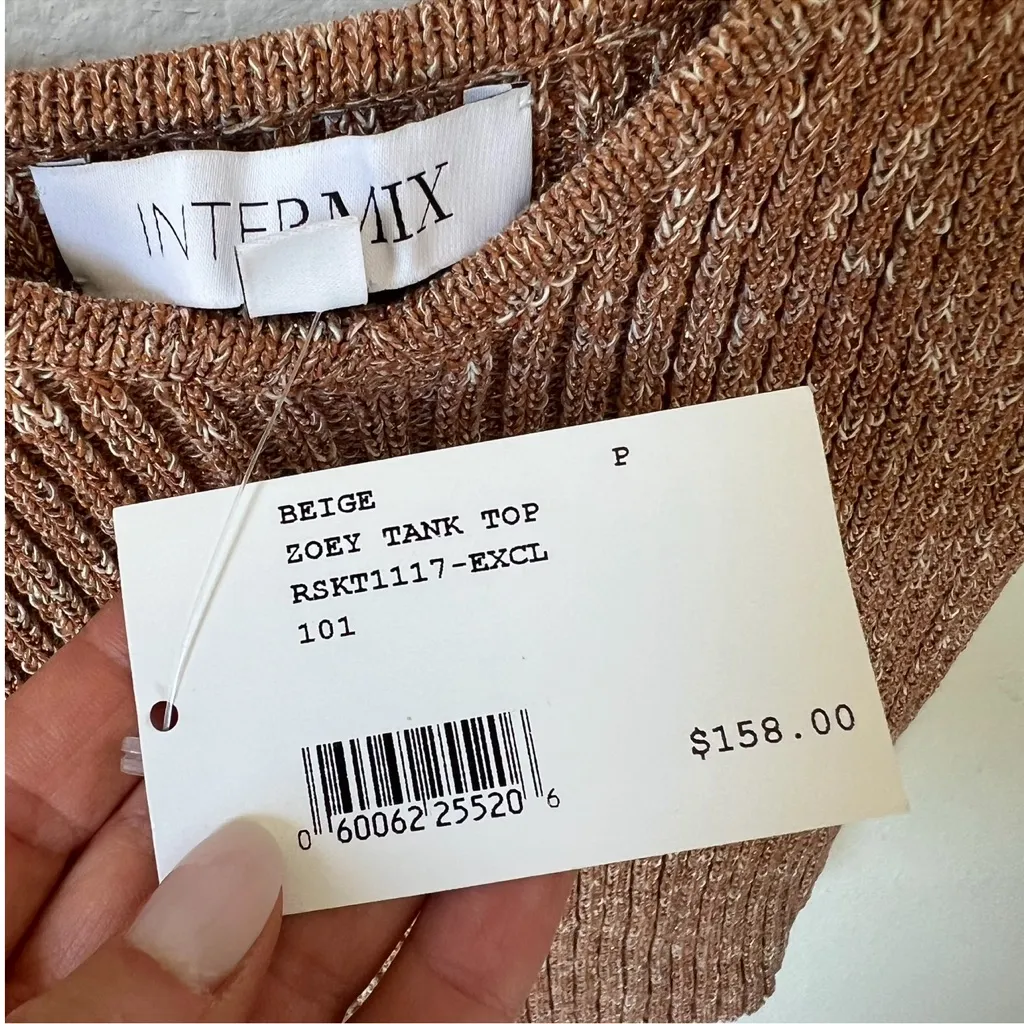 INTERMIX
P
BEIGE
ZOEY TANK TOP
RSKT1117-EXCL
101
$158.00
0 60062 25520 6